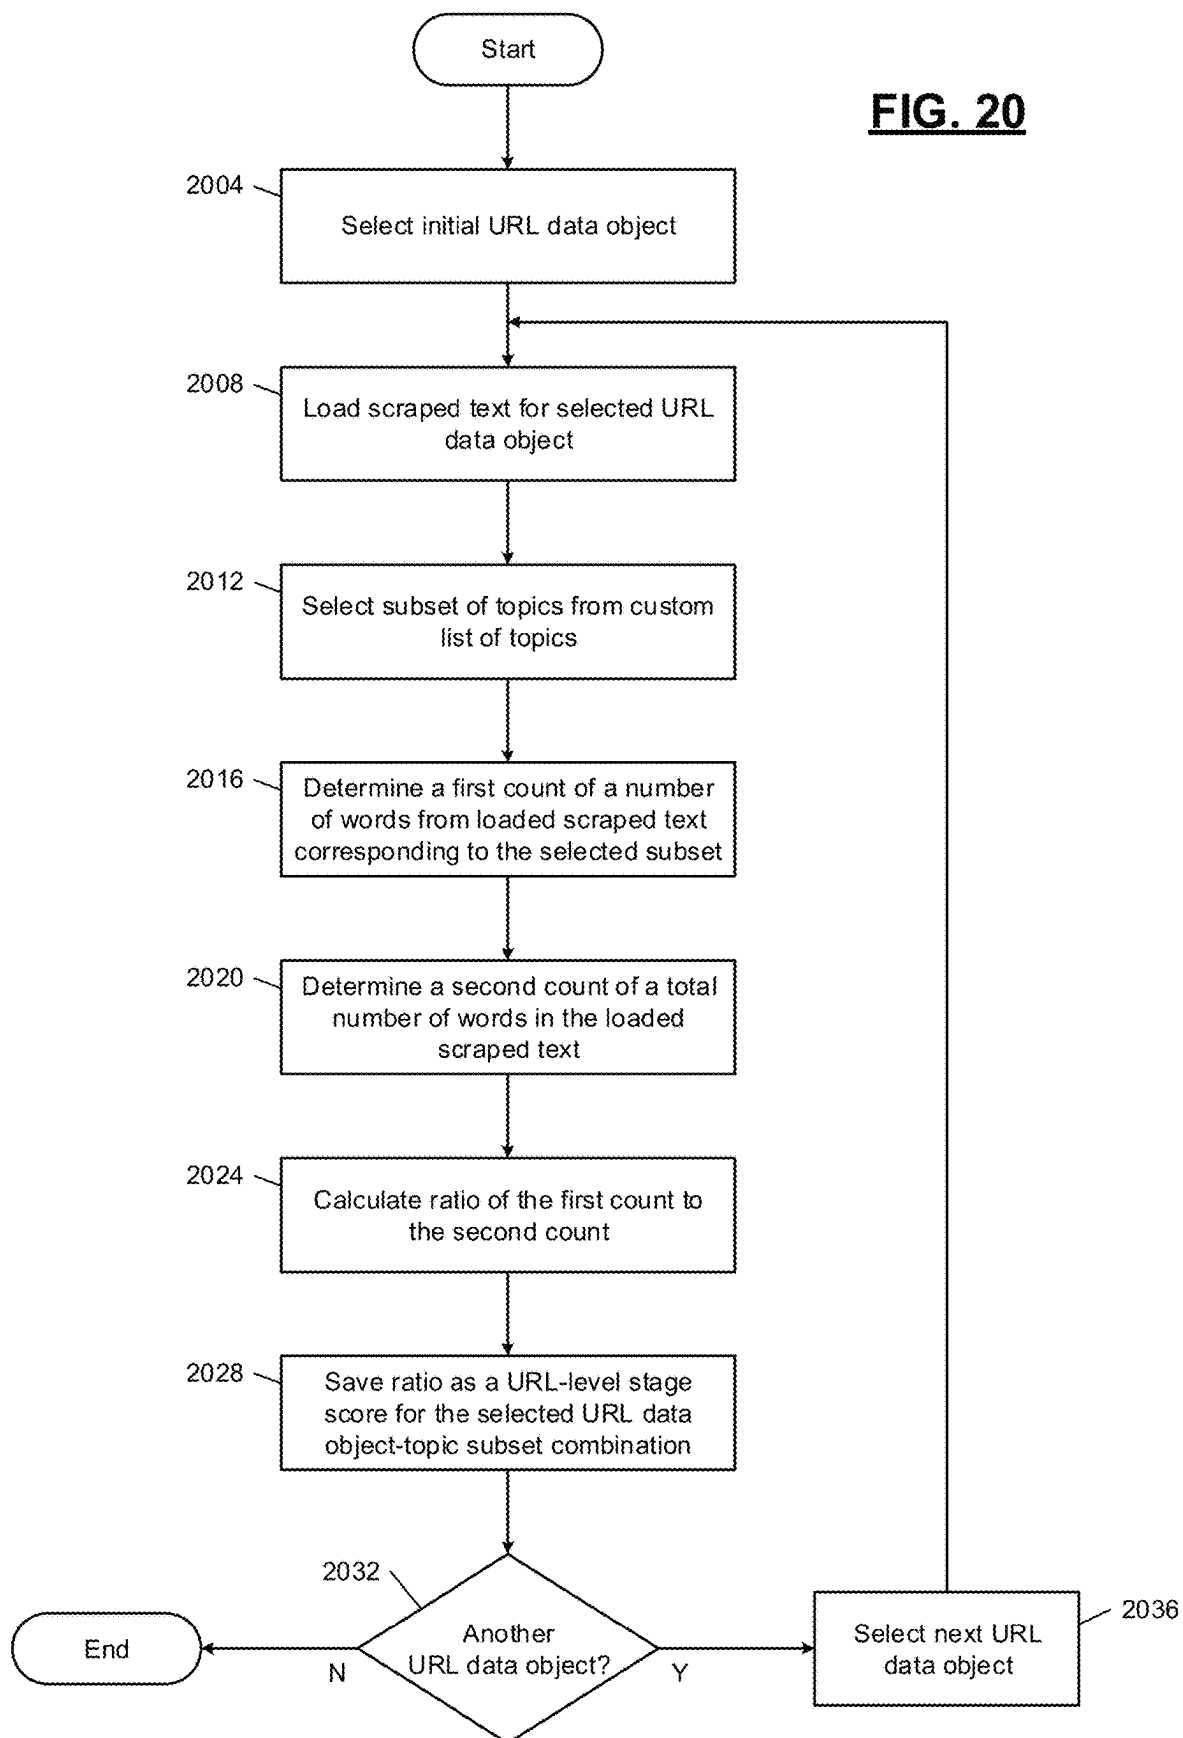 Start
FIG. 20
2004
Select initial URL data object
2008
Load scraped text for selected URL
data object
2012
Select subset of topics from custom
list of topics
2016
Determine a first count of a number
of words from loaded scraped text
corresponding to the selected subset
2020
Determine a second count of a total
number of words in the loaded
scraped text
2024
Calculate ratio of the first count to
the second count
2028
Save ratio as a URL-level stage
score for the selected URL data
object-topic subset combination
2032
Another
URL data object?
N
Y
End
2036
Select next URL
data object